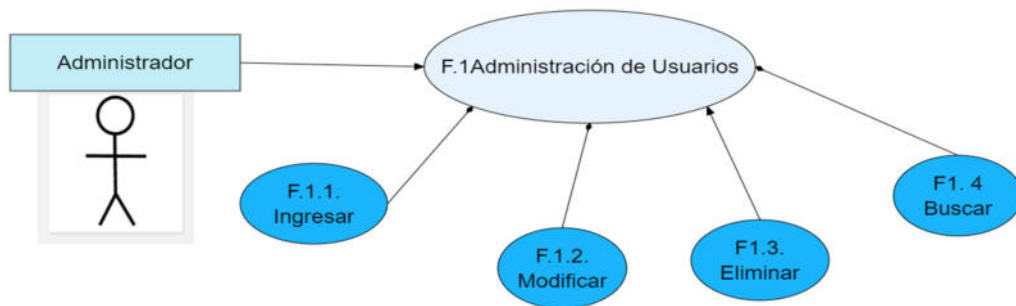 Administrador
F.1Administración de Usuarios
F.1.1.
Ingresar
F.1.2.
Modificar
F1.3.
Eliminar
F1. 4
Buscar